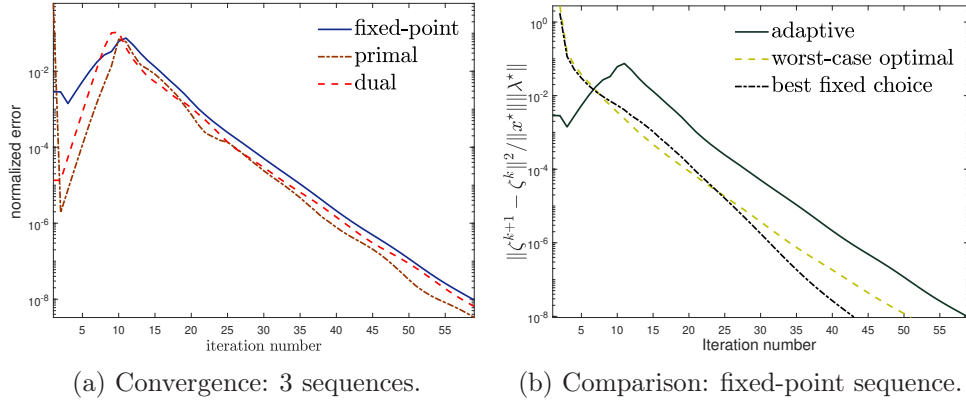 fixed-point
primal
dual
normalized error
10^{-2}
10^{-4}
10^{-6}
10^{-8}
5 10 15 20 25 30 35 40 45 50 55
iteration number
(a) Convergence: 3 sequences.
adaptive
worst-case optimal
best fixed choice
||ζ^{k+1} − ζ^k||^2/||x^⋆||||λ^⋆||
10^0
10^{-2}
10^{-4}
10^{-6}
10^{-8}
5 10 15 20 25 30 35 40 45 50 55
Iteration number
(b) Comparison: fixed-point sequence.